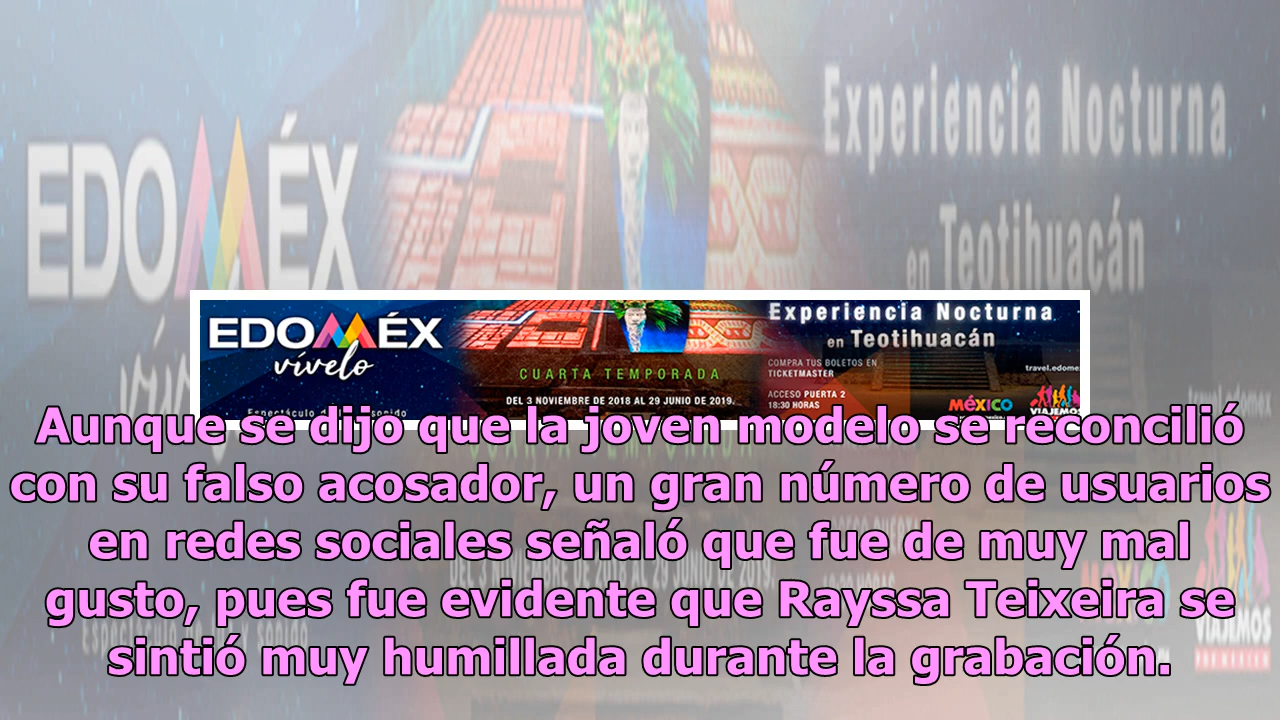 EDOMÉX
Experiencia Nocturna
en Teotihuacán
EDOMÉX
vívelo
Experiencia Nocturna
en Teotihuacán
CUARTA TEMPORADA
COMPRA TUS BOLETOS EN
TICKETMASTER
travel.edomex
DEL 3 NOVIEMBRE DE 2018 AL 29 JUNIO DE 2019.
ACCESO PUERTA 2
18:30 HORAS
MÉXICO
VIAJEMOS
Aunque se dijo que la joven modelo se reconcilió
con su falso acosador, un gran número de usuarios
en redes sociales señaló que fue de muy mal
gusto, pues fue evidente que Rayssa Teixeira se
sintió muy humillada durante la grabación.
MÉXICO
VIAJEMOS